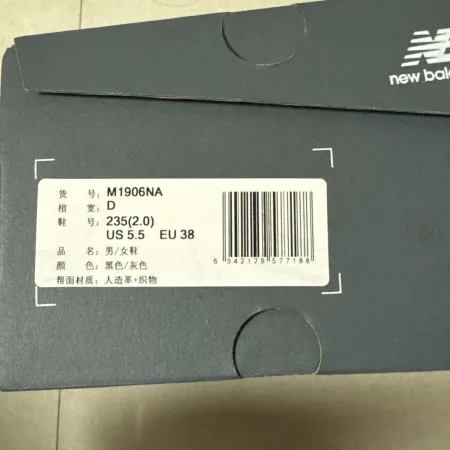 NB
new bala
货 号: M1906NA
楦 宽: D
鞋 号: 235(2.0)
US 5.5 EU 38
品 名: 男/女鞋
颜 色: 黑色/灰色
帮面材质: 人造革+织物
6 942179 577188